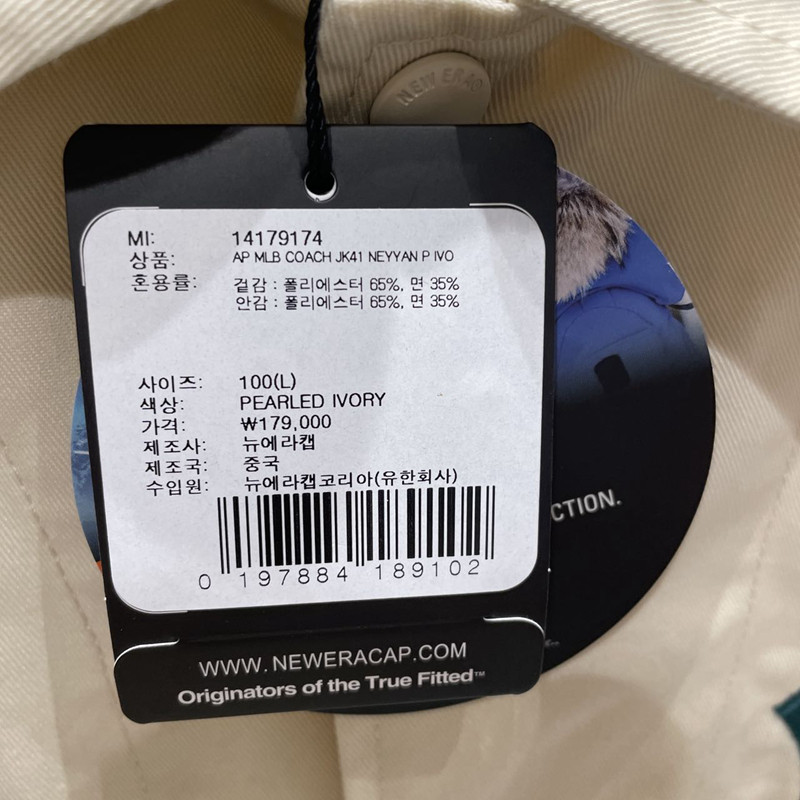 NEW ERA
MI: 14179174
상품: AP MLB COACH JK41 NEYYAN P IVO
혼용률: 겉감 : 폴리에스터 65%, 면 35%
안감 : 폴리에스터 65%, 면 35%
사이즈: 100(L)
색상: PEARLED IVORY
가격: ₩179,000
제조사: 뉴에라캡
제조국: 중국
수입원: 뉴에라캡코리아(유한회사)
0 197884 189102
CTION.
WWW.NEWERACAP.COM
Originators of the True Fitted™